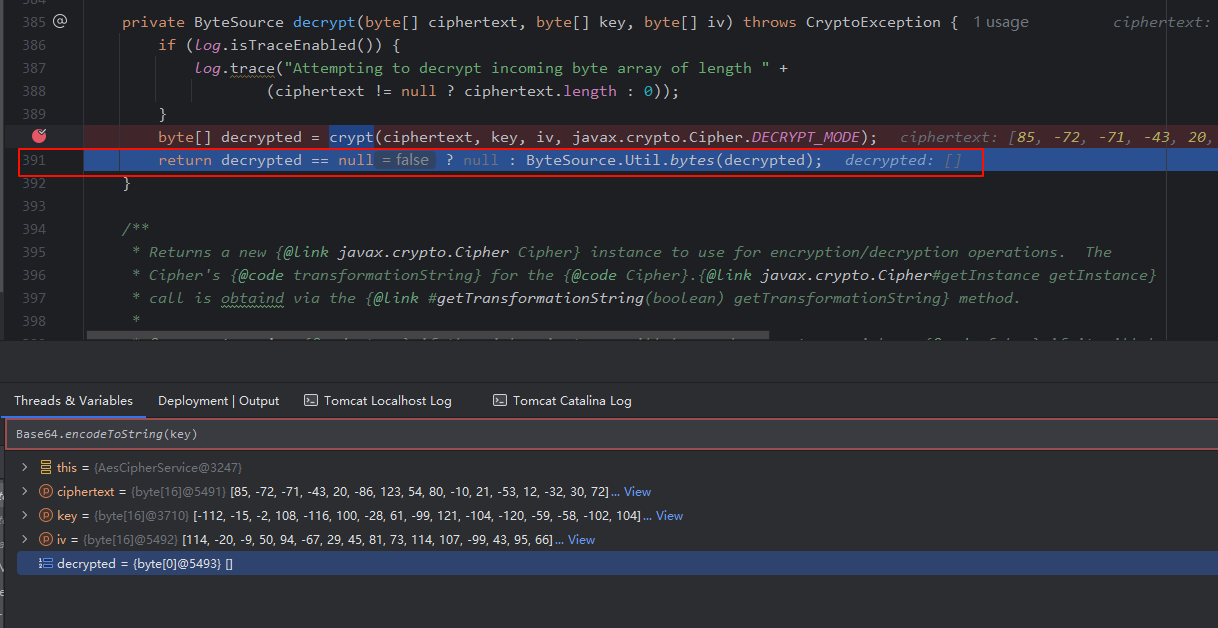 385 @ private ByteSource decrypt(byte[] ciphertext, byte[] key, byte[] iv) throws CryptoException { 1 usage ciphertext:
386 if (log.isTraceEnabled()) {
387 log.trace("Attempting to decrypt incoming byte array of length " +
388 (ciphertext != null ? ciphertext.length : 0));
389 }
byte[] decrypted = crypt(ciphertext, key, iv, javax.crypto.Cipher.DECRYPT_MODE); ciphertext: [85, -72, -71, -43, 20,
391 return decrypted == null = false ? null : ByteSource.Util.bytes(decrypted); decrypted: []
392 }
393
394 /**
395 * Returns a new {@link javax.crypto.Cipher Cipher} instance to use for encryption/decryption operations. The
396 * Cipher's {@code transformationString} for the {@code Cipher}.{@link javax.crypto.Cipher#getInstance getInstance}
397 * call is obtaind via the {@link #getTransformationString(boolean) getTransformationString} method.
398 *
Threads & Variables Deployment | Output Tomcat Localhost Log Tomcat Catalina Log
Base64.encodeToString(key)
this = {AesCipherService@3247}
ciphertext = {byte[16]@5491} [85, -72, -71, -43, 20, -86, 123, 54, 80, -10, 21, -53, 12, -32, 30, 72]... View
key = {byte[16]@3710} [-112, -15, -2, 108, -116, 100, -28, 61, -99, 121, -104, -120, -59, -58, -102, 104]... View
iv = {byte[16]@5492} [114, -20, -9, 50, 94, -67, 29, 45, 81, 73, 114, 107, -99, 43, 95, 66]... View
decrypted = {byte[0]@5493} []